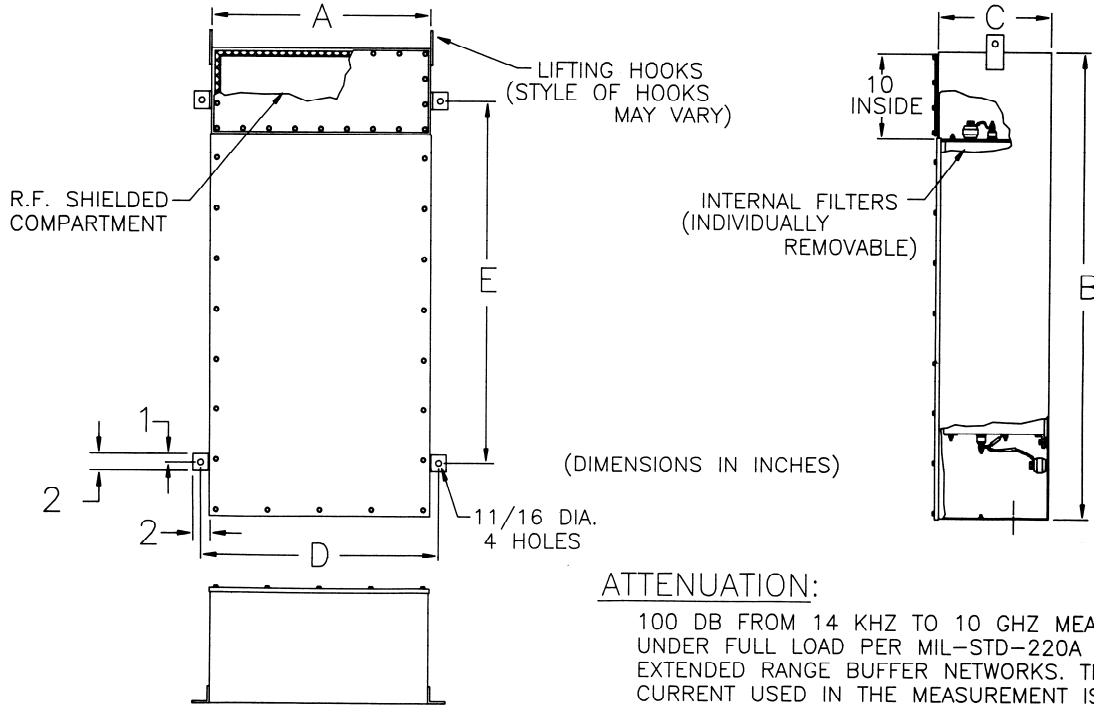 A
C
LIFTING HOOKS
(STYLE OF HOOKS
MAY VARY)
10
INSIDE
R.F. SHIELDED
COMPARTMENT
INTERNAL FILTERS
(INDIVIDUALLY
REMOVABLE)
E
B
1
2
(DIMENSIONS IN INCHES)
2
D
11/16 DIA.
4 HOLES
ATTENUATION:
100 DB FROM 14 KHZ TO 10 GHZ MEA
UNDER FULL LOAD PER MIL-STD-220A
EXTENDED RANGE BUFFER NETWORKS. T
CURRENT USED IN THE MEASUREMENT IS